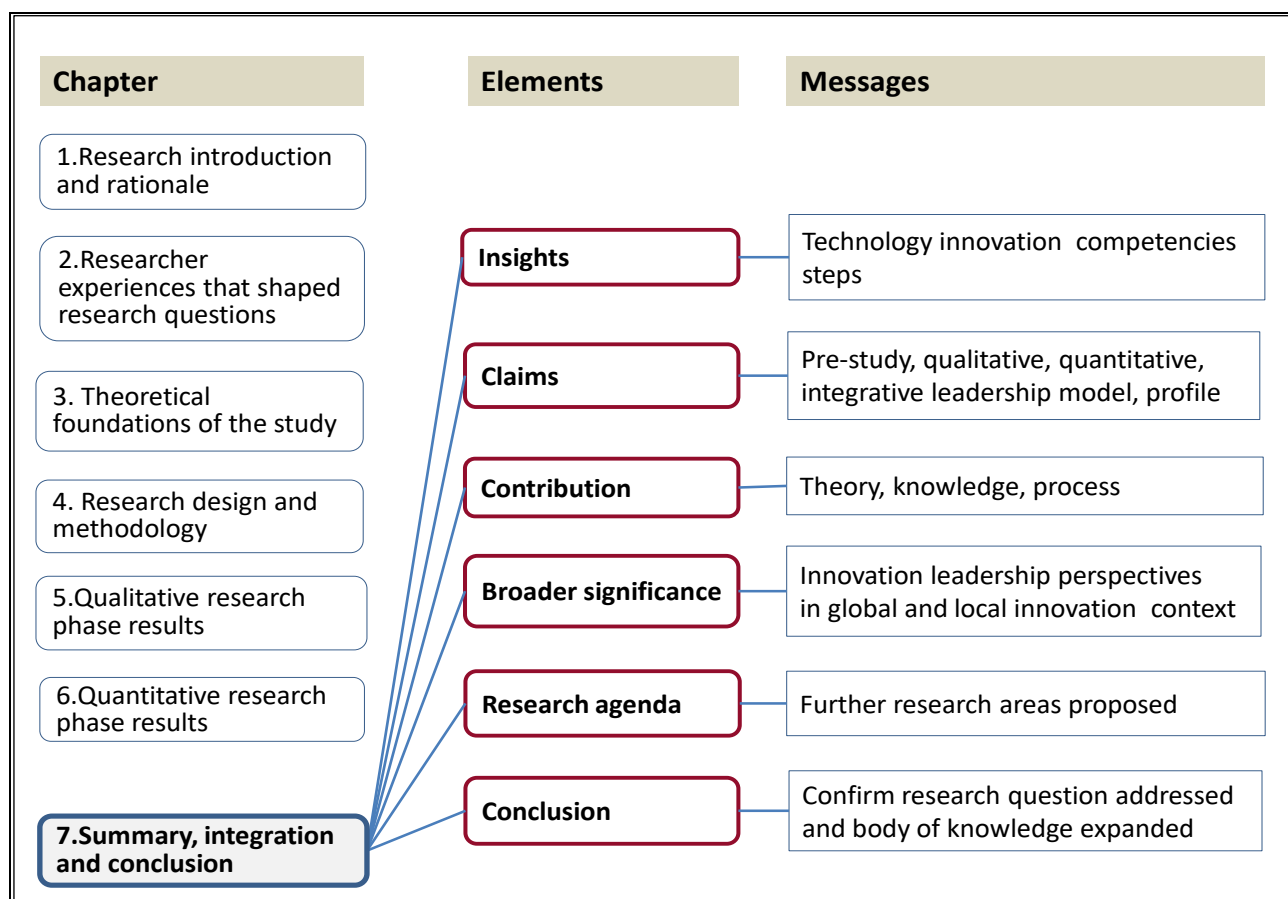 Chapter
Elements
Messages
1.Research introduction
and rationale
2.Researcher
experiences that shaped
research questions
3. Theoretical
foundations of the study
4. Research design and
methodology
5.Qualitative research
phase results
6.Quantitative research
phase results
7.Summary, integration
and conclusion
Insights
Technology innovation  competencies
steps
Claims
Pre-study, qualitative, quantitative,
integrative leadership model, profile
Contribution
Theory, knowledge, process
Broader significance
Innovation leadership perspectives
in global and local innovation  context
Research agenda
Further research areas proposed
Conclusion
Confirm research question addressed
and body of knowledge expanded